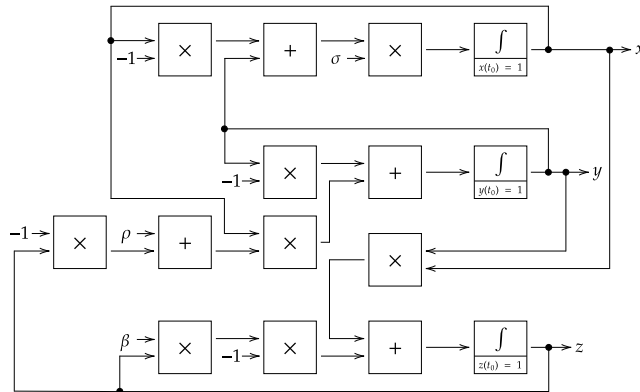 × + × ∫ x
-1 σ x(t₀) = 1
× + ∫ y
-1 y(t₀) = 1
-1 × ρ + ×
×
β × × + ∫ z
-1 z(t₀) = 1